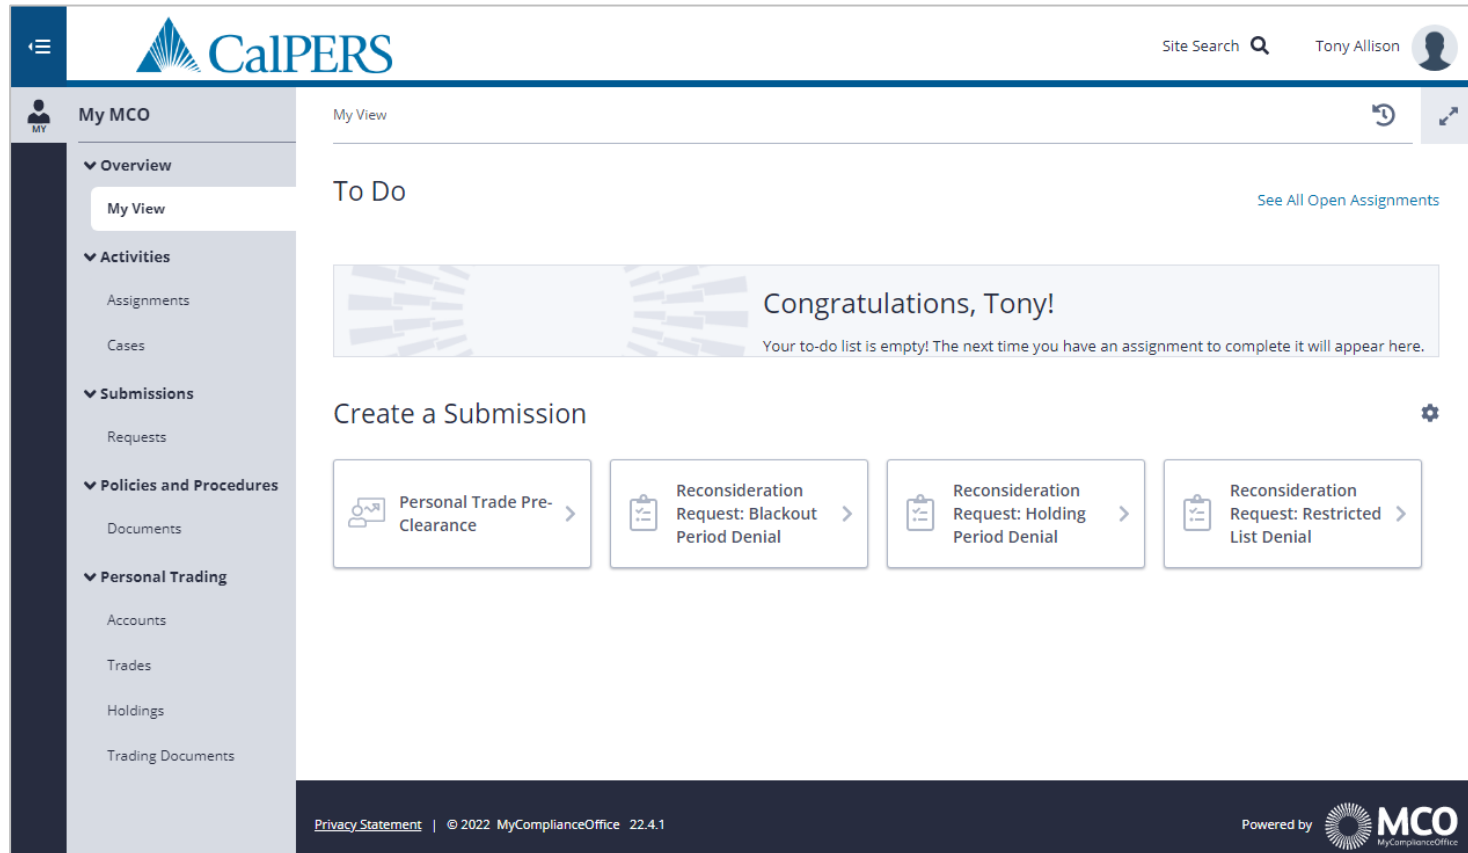 CalPERS
Site Search
Tony Allison
MY
My MCO
Overview
My View
Activities
Assignments
Cases
Submissions
Requests
Policies and Procedures
Documents
Personal Trading
Accounts
Trades
Holdings
Trading Documents
My View
To Do
See All Open Assignments
Congratulations, Tony!
Your to-do list is empty! The next time you have an assignment to complete it will appear here.
Create a Submission
Personal Trade Pre-
Clearance
Reconsideration
Request: Blackout
Period Denial
Reconsideration
Request: Holding
Period Denial
Reconsideration
Request: Restricted
List Denial
Privacy Statement | © 2022 MyComplianceOffice 22.4.1
Powered by
MCO
MyComplianceOffice